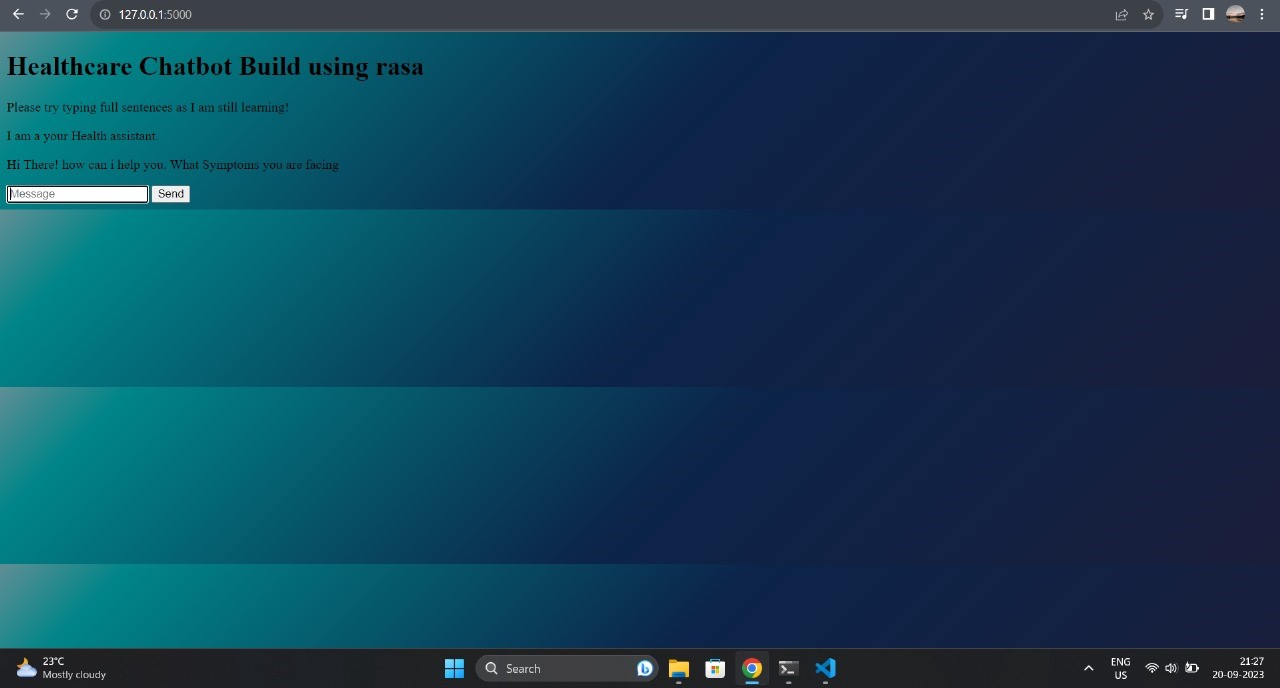 127.0.0.1:5000
Healthcare Chatbot Build using rasa
Please try typing full sentences as I am still learning!
I am a your Health assistant.
Hi There! how can i help you. What Symptoms you are facing
Message Send
23°C
Mostly cloudy
Search
ENG
US
21:27
20-09-2023